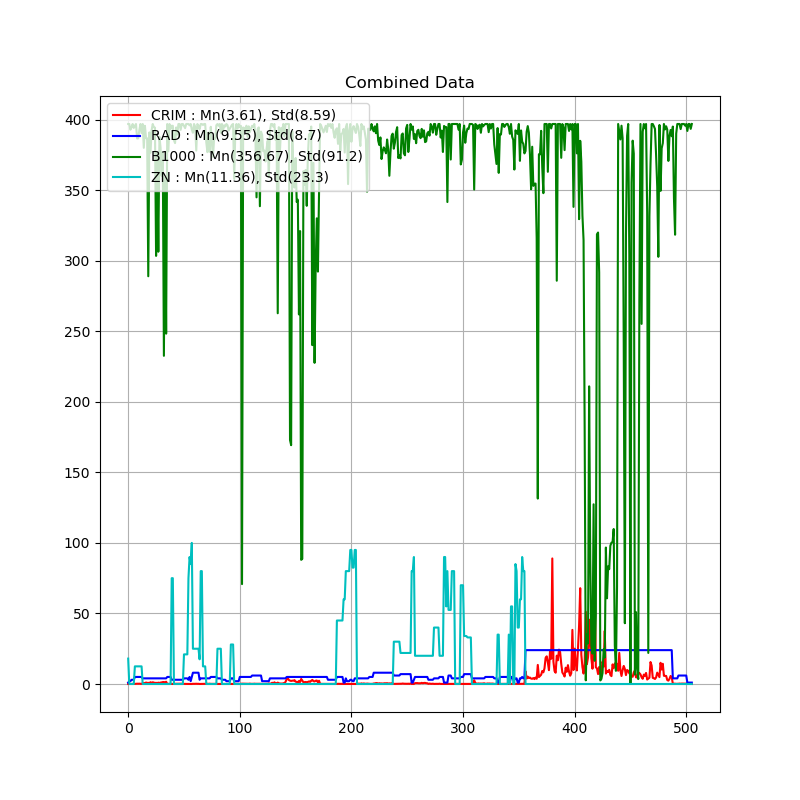 Combined Data
CRIM : Mn(3.61), Std(8.59)
RAD : Mn(9.55), Std(8.7)
B1000 : Mn(356.67), Std(91.2)
ZN : Mn(11.36), Std(23.3)
400
350
300
250
200
150
100
50
0
0 100 200 300 400 500